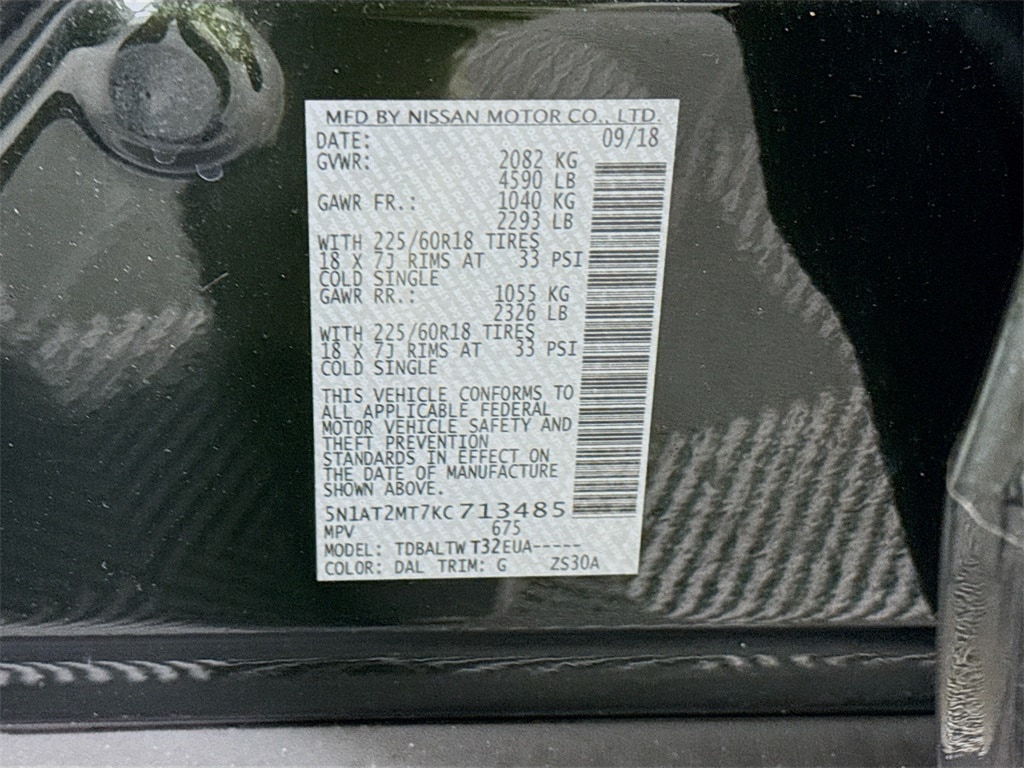 MFD BY NISSAN MOTOR CO., LTD.
DATE: 09/18
GVWR: 2082 KG
4590 LB
GAWR FR.: 1040 KG
2293 LB
WITH 225/60R18 TIRES
18 X 7J RIMS AT 33 PSI
COLD SINGLE
GAWR RR.: 1055 KG
2326 LB
WITH 225/60R18 TIRES
18 X 7J RIMS AT 33 PSI
COLD SINGLE
THIS VEHICLE CONFORMS TO
ALL APPLICABLE FEDERAL
MOTOR VEHICLE SAFETY AND
THEFT PREVENTION
STANDARDS IN EFFECT ON
THE DATE OF MANUFACTURE
SHOWN ABOVE.
5N1AT2MT7KC713485
MPV 675
MODEL: TDBALTW T32EUA-----
COLOR: DAL TRIM: G ZS30A